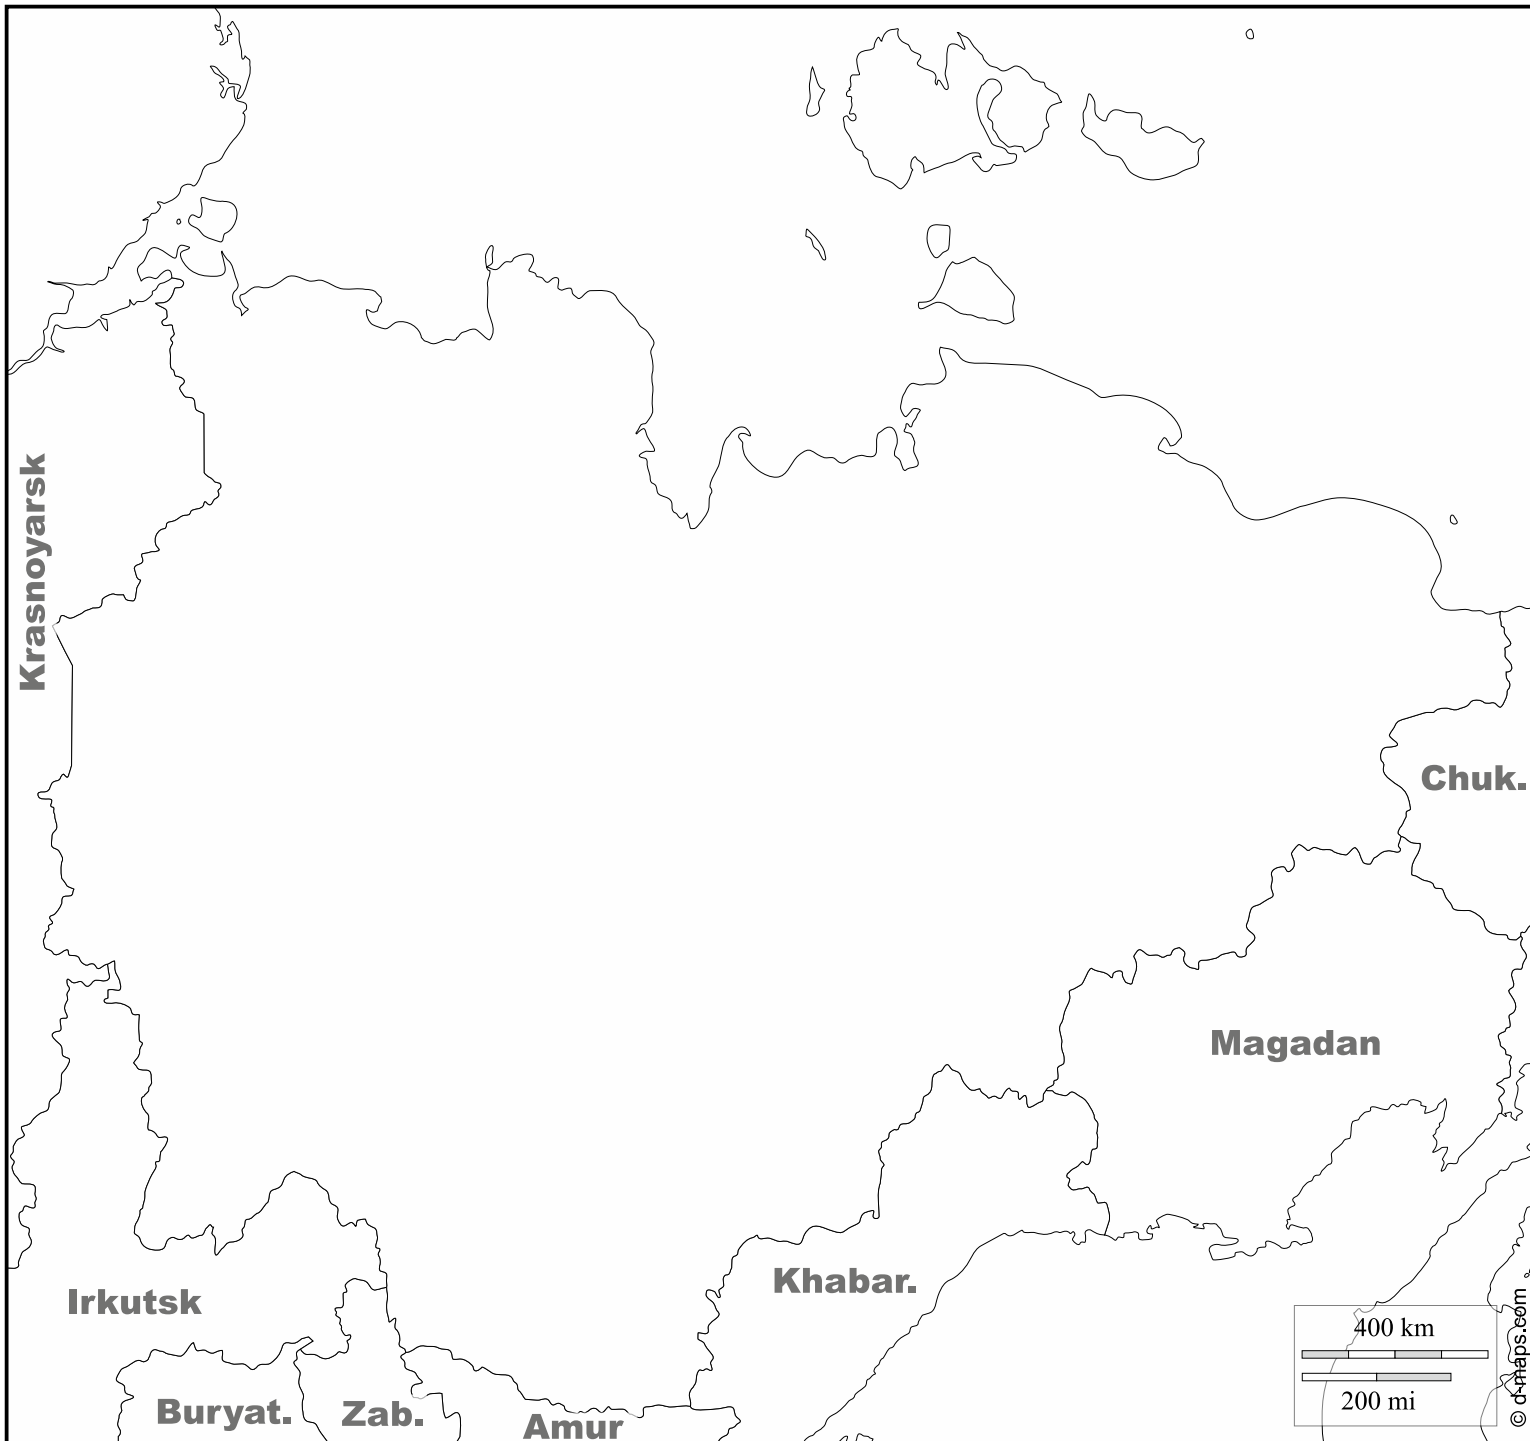 Krasnoyarsk
Chuk.
Magadan
Khabar.
Irkutsk
Buryat.
Zab.
Amur
400 km
200 mi
© d-maps.com